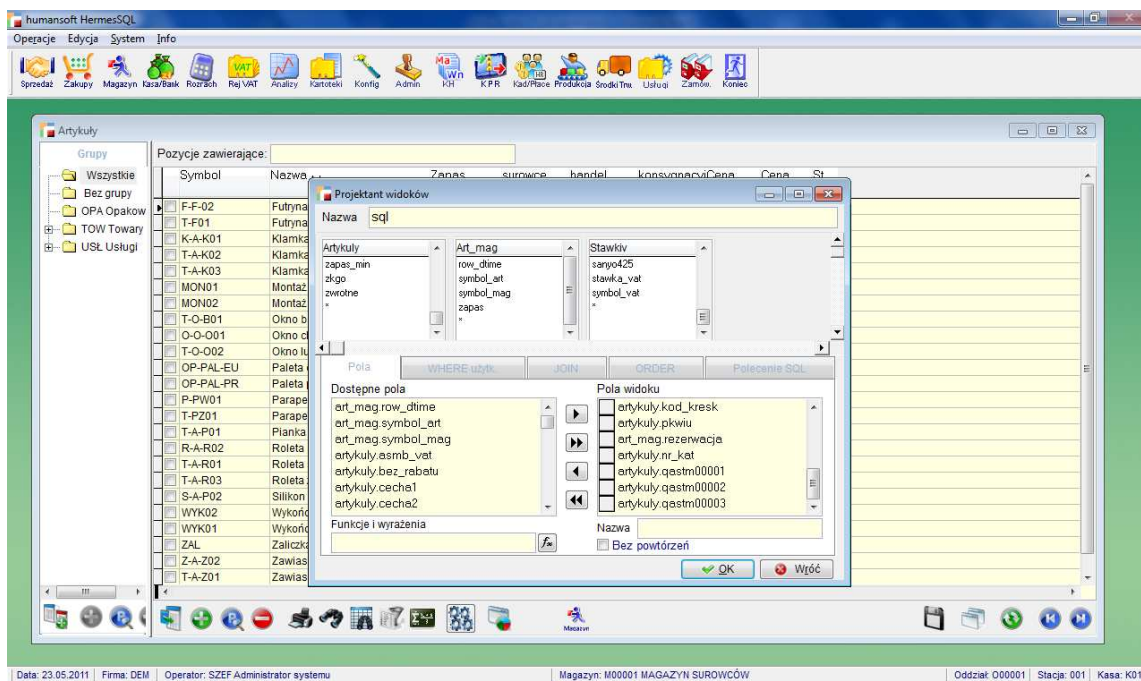 humansoft HermesSQL
Operacje Edycja System Info
Sprzedaż Zakupy Magazyn Kasa/Bank Rozrach Rej VAT Analizy Kartoteki Konfig Admin KH KPR Kad/Płace Produkcja Środki Trw. Usługi Zamów. Koniec
Artykuły
Grupy
Pozycje zawierające:
Wszystkie
Bez grupy
OPA Opakow
TOW Towary
USŁ Usługi
Symbol Nazwa Zapas surowce handel konsygnacyj Cena Cena St.
F-F-02 Futryna
T-F01 Futryna
K-A-K01 Klamka
T-A-K02 Klamka
T-A-K03 Klamka
MON01 Montaż
MON02 Montaż
T-O-B01 Okno b
O-O-O01 Okno
T-O-O02 Okno lu
OP-PAL-EU Paleta
OP-PAL-PR Paleta
P-PW01 Parape
T-PZ01 Parape
T-A-P01 Pianka
R-A-R02 Roleta
T-A-R01 Roleta
T-A-R03 Roleta
S-A-P02 Silikon
WYK02 Wykońc
WYK01 Wykońc
ZAL Zaliczk
Z-A-Z02 Zawias
T-A-Z01 Zawias
Projektant widoków
Nazwa sql
Artykuly
zapas_min
zkgo
zwrotne
*
Art_mag
row_dtime
symbol_art
symbol_mag
zapas
*
Stawkiv
sanyo425
stawka_vat
symbol_vat
*
Pola WHERE użytk. JOIN ORDER Polecenie SQL
Dostępne pola
art_mag.row_dtime
art_mag.symbol_art
art_mag.symbol_mag
artykuly.asmb_vat
artykuly.bez_rabatu
artykuly.cecha1
artykuly.cecha2
Pola widoku
artykuly.kod_kresk
artykuly.pkwiu
art_mag.rezerwacja
artykuly.nr_kat
artykuly.qastm00001
artykuly.qastm00002
artykuly.qastm00003
Funkcje i wyrażenia
Nazwa
Bez powtórzeń
OK Wróć
Magazyn
Data: 23.05.2011 Firma: DEM Operator: SZEF Administrator systemu Magazyn: M00001 MAGAZYN SUROWCÓW Oddział: O00001 Stacja: 001 Kasa: K01